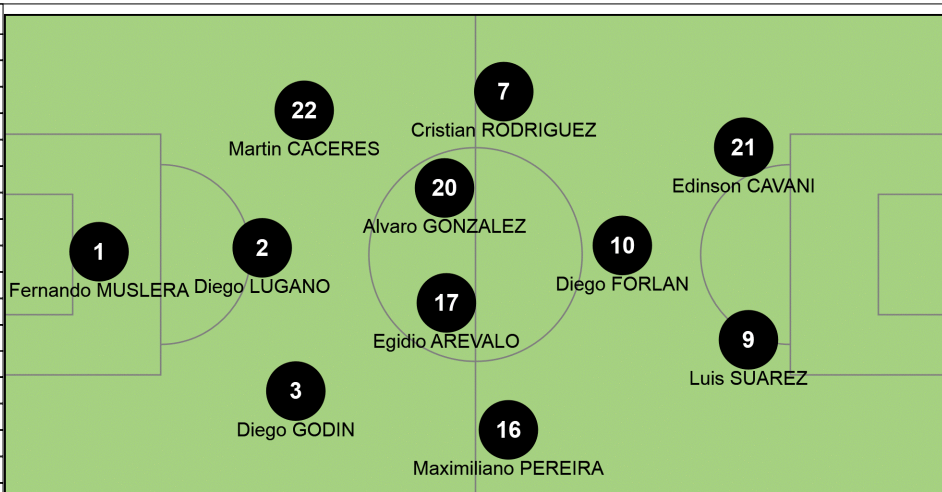 7
Cristian RODRIGUEZ
22
Martin CACERES
21
Edinson CAVANI
20
Alvaro GONZALEZ
1
Fernando MUSLERA
2
Diego LUGANO
10
Diego FORLAN
17
Egidio AREVALO
9
Luis SUAREZ
3
Diego GODIN
16
Maximiliano PEREIRA